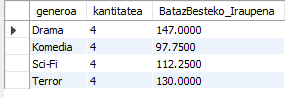 generoa kantitatea BatazBesteko_Iraupena
Drama 4 147.0000
Komedia 4 97.7500
Sci-Fi 4 112.2500
Terror 4 130.0000